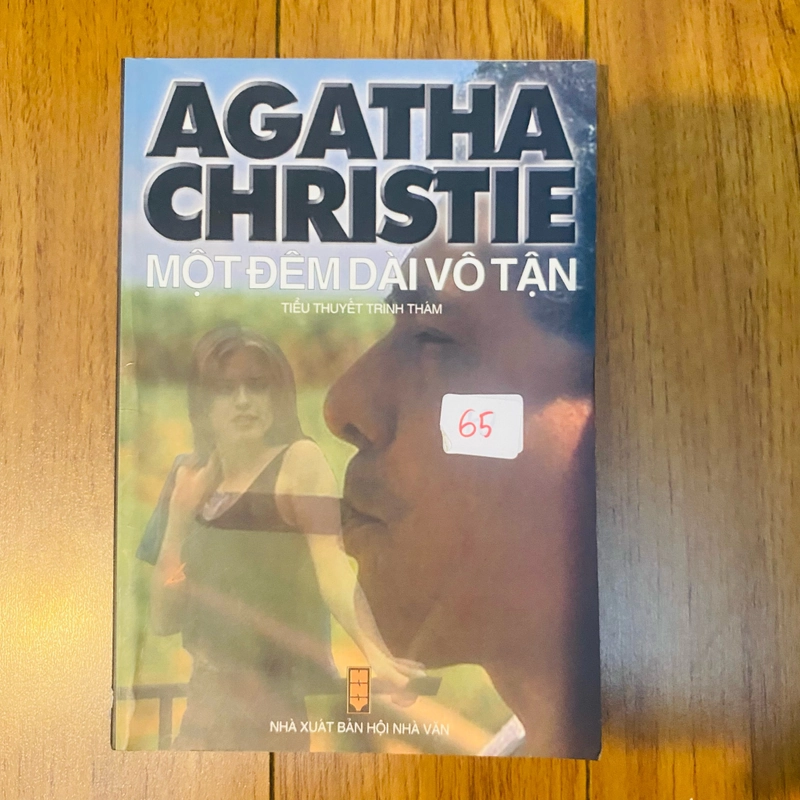 AGATHA
CHRISTIE
MỘT ĐÊM DÀI VÔ TẬN
TIỂU THUYẾT TRINH THÁM
65
NHÀ XUẤT BẢN HỘI NHÀ VĂN